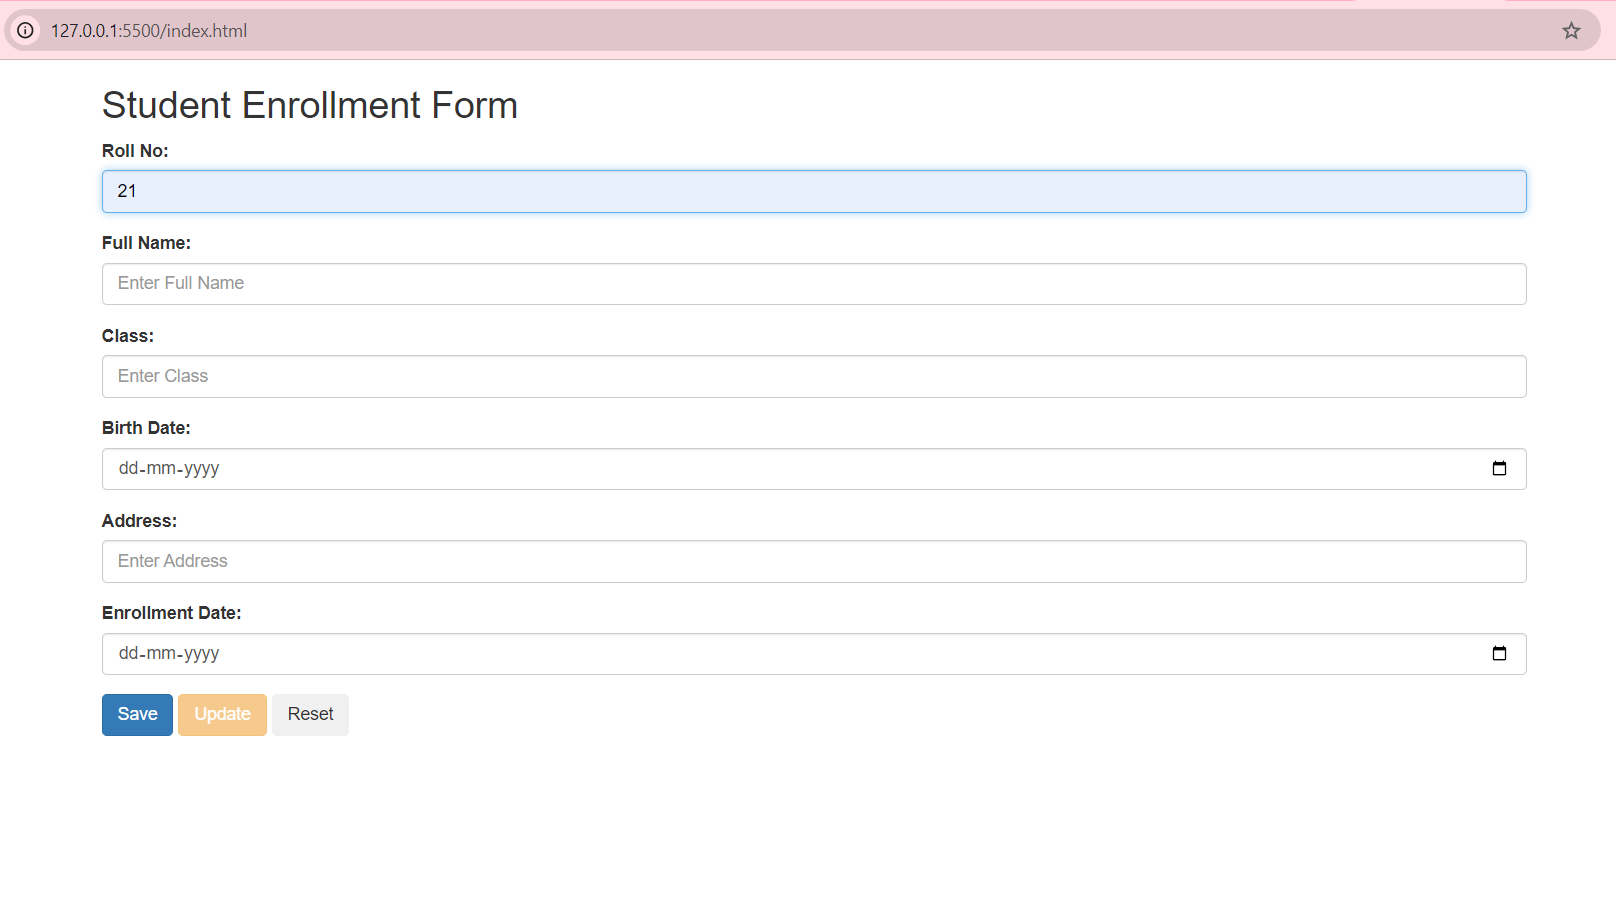 127.0.0.1:5500/index.html
Student Enrollment Form
Roll No:
21
Full Name:
Enter Full Name
Class:
Enter Class
Birth Date:
dd-mm-yyyy
Address:
Enter Address
Enrollment Date:
dd-mm-yyyy
Save Update Reset